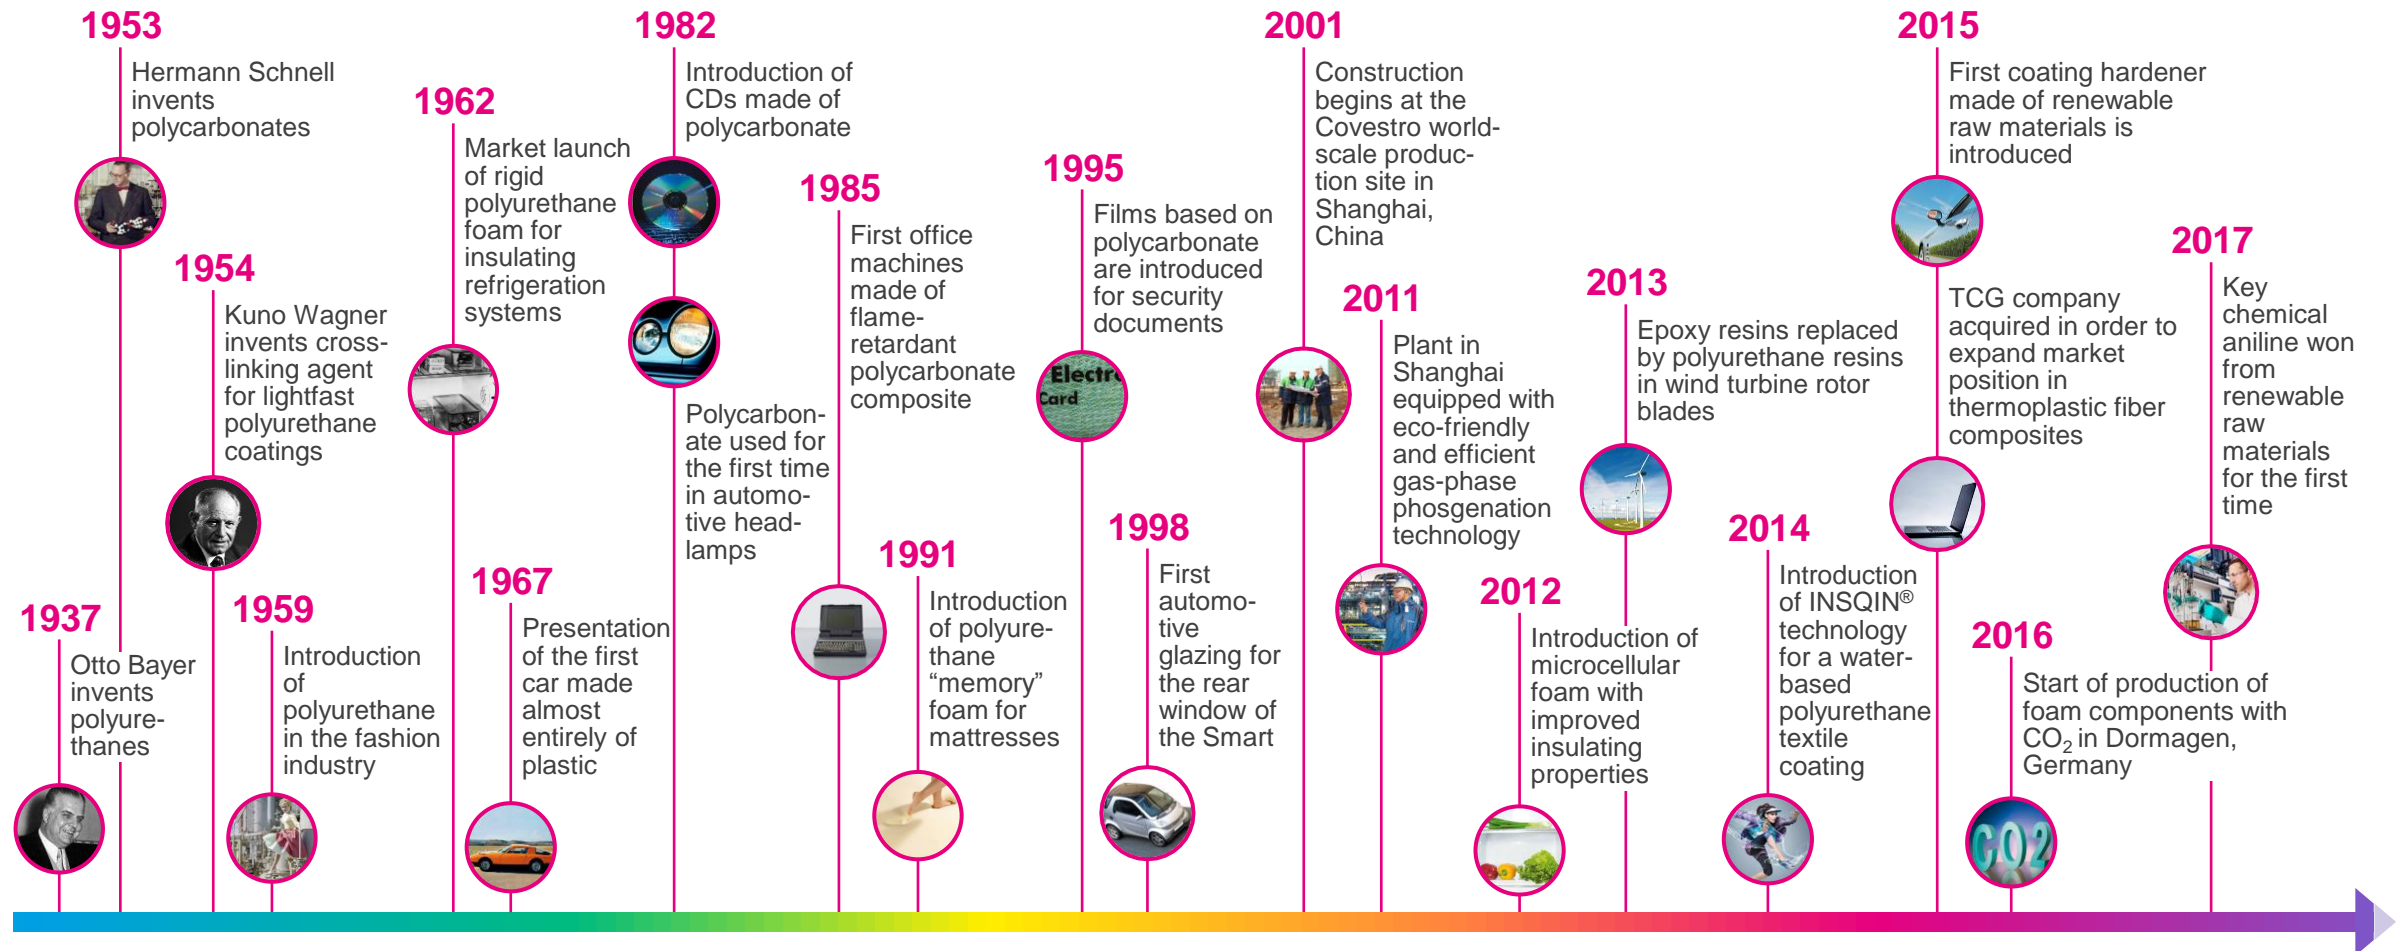 1953
Hermann Schnell
invents
polycarbonates
1982
Introduction of
CDs made of
polycarbonate
2001
Construction
begins at the
Covestro world-
scale produc-
tion site in
Shanghai,
China
2015
First coating hardener
made of renewable
raw materials is
introduced
1962
Market launch
of rigid
polyurethane
foam for
insulating
refrigeration
systems
1985
First office
machines
made of
flame-
retardant
polycarbonate
composite
1995
Films based on
polycarbonate
are introduced
for security
documents
Electr
Card
1954
Kuno Wagner
invents cross-
linking agent
for lightfast
polyurethane
coatings
Polycarbon-
ate used for
the first time
in automo-
tive head-
lamps
2011
Plant in
Shanghai
equipped with
eco-friendly
and efficient
gas-phase
phosgenation
technology
2013
Epoxy resins replaced
by polyurethane resins
in wind turbine rotor
blades
TCG company
acquired in order to
expand market
position in
thermoplastic fiber
composites
2017
Key
chemical
aniline won
from
renewable
raw
materials
for the first
time
1937
Otto Bayer
invents
polyure-
thanes
1959
Introduction
of
polyurethane
in the fashion
industry
1967
Presentation
of the first
car made
almost
entirely of
plastic
1991
Introduction
of polyure-
thane
“memory”
foam for
mattresses
1998
First
automo-
tive
glazing for
the rear
window of
the Smart
2012
Introduction of
microcellular
foam with
improved
insulating
properties
2014
Introduction
of INSQIN®
technology
for a water-
based
polyurethane
textile
coating
2016
Start of production of
foam components with
CO₂ in Dormagen,
Germany
CO2